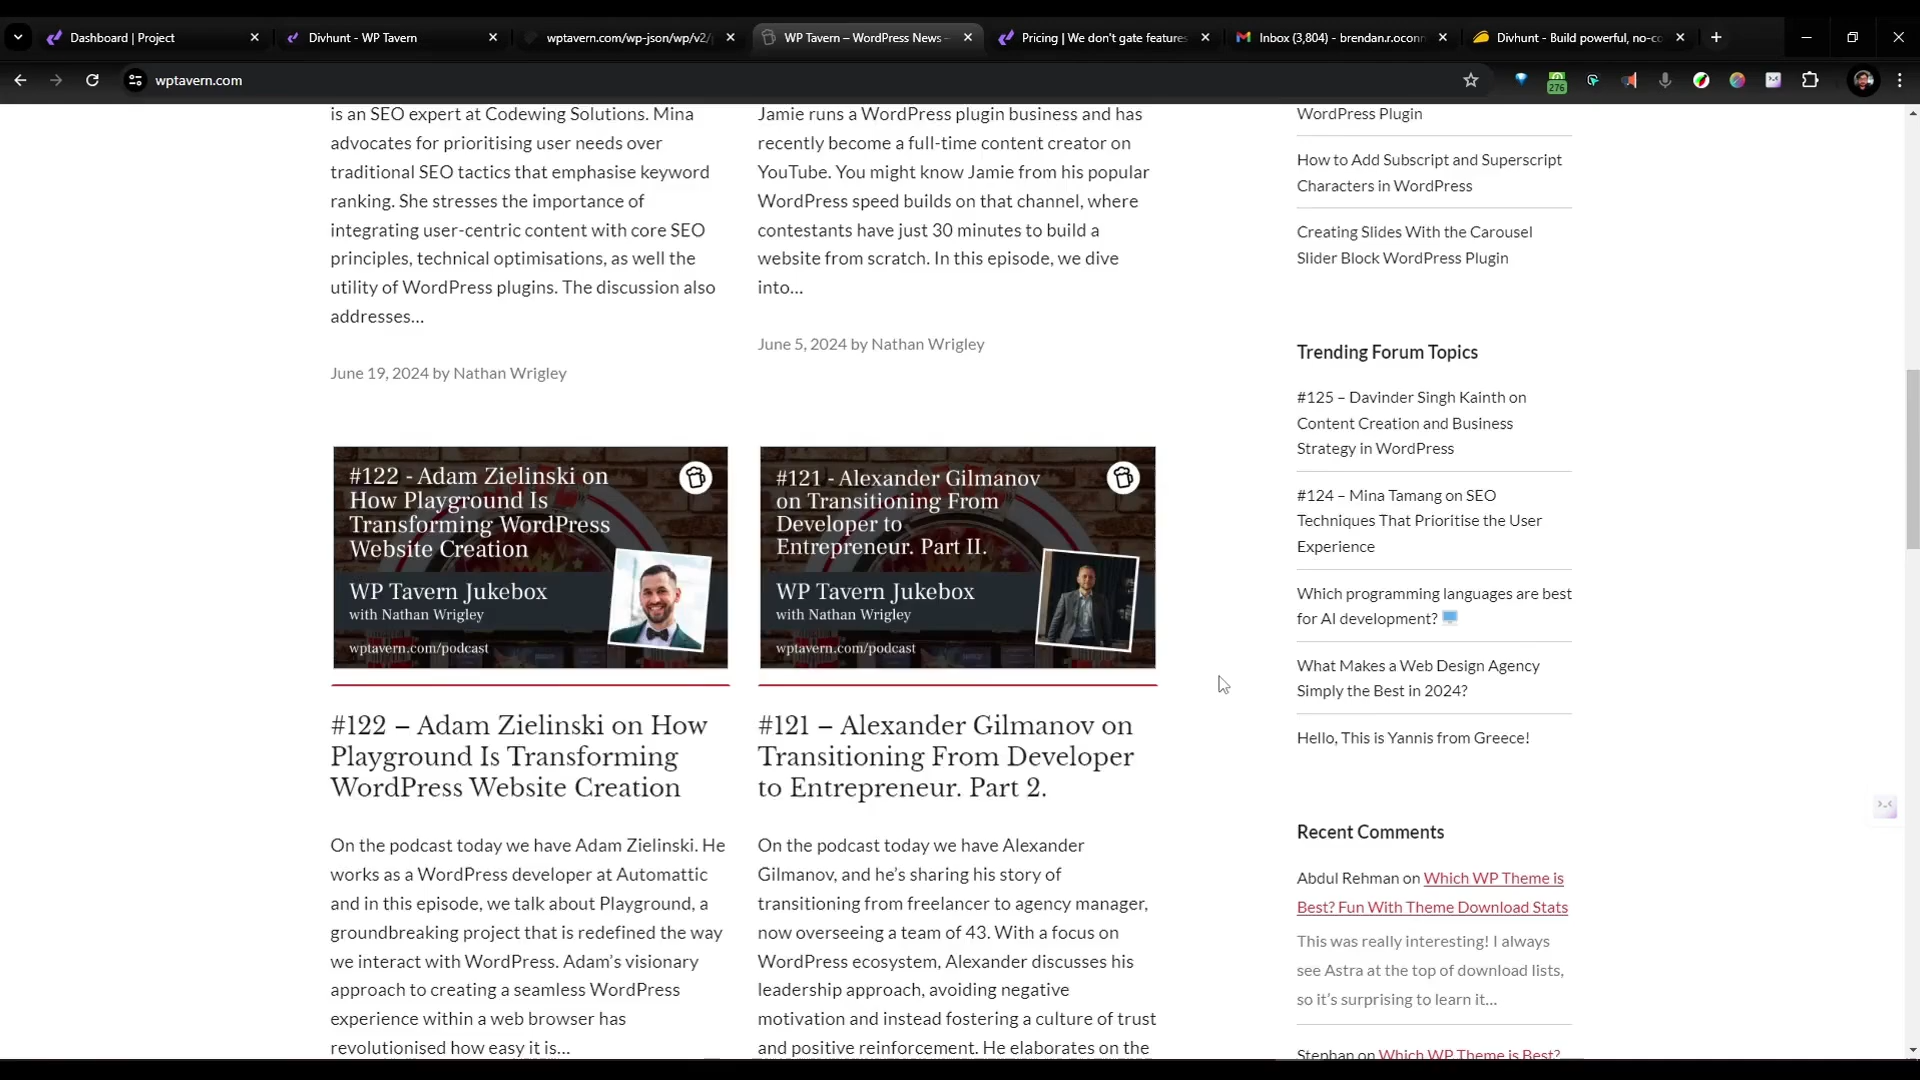 Dashboard | Project
Divhunt - WP Tavern
wptavern.com/wp-json/wp/v2/
WP Tavern – WordPress News –
Pricing | We don't gate features
Inbox (3,804) - brendan.r.oconn
Divhunt - Build powerful, no-co
wptavern.com
276
is an SEO expert at Codewing Solutions. Mina
advocates for prioritising user needs over
traditional SEO tactics that emphasise keyword
ranking. She stresses the importance of
integrating user-centric content with core SEO
principles, technical optimisations, as well the
utility of WordPress plugins. The discussion also
addresses…
June 19, 2024 by Nathan Wrigley
Jamie runs a WordPress plugin business and has
recently become a full-time content creator on
YouTube. You might know Jamie from his popular
WordPress speed builds on that channel, where
contestants have just 30 minutes to build a
website from scratch. In this episode, we dive
into…
June 5, 2024 by Nathan Wrigley
#122 - Adam Zielinski on
How Playground Is
Transforming WordPress
Website Creation
WP Tavern Jukebox
with Nathan Wrigley
wptavern.com/podcast
#122 – Adam Zielinski on How
Playground Is Transforming
WordPress Website Creation
On the podcast today we have Adam Zielinski. He
works as a WordPress developer at Automattic
and in this episode, we talk about Playground, a
groundbreaking project that is redefined the way
we interact with WordPress. Adam’s visionary
approach to creating a seamless WordPress
experience within a web browser has
revolutionised how easy it is…
#121 - Alexander Gilmanov
on Transitioning From
Developer to
Entrepreneur. Part II.
WP Tavern Jukebox
with Nathan Wrigley
wptavern.com/podcast
#121 – Alexander Gilmanov on
Transitioning From Developer
to Entrepreneur. Part 2.
On the podcast today we have Alexander
Gilmanov, and he’s sharing his story of
transitioning from freelancer to agency manager,
now overseeing a team of 43. With a focus on
WordPress ecosystem, Alexander discusses his
leadership approach, avoiding negative
motivation and instead fostering a culture of trust
and positive reinforcement. He elaborates on the
WordPress Plugin
How to Add Subscript and Superscript
Characters in WordPress
Creating Slides With the Carousel
Slider Block WordPress Plugin
Trending Forum Topics
#125 – Davinder Singh Kainth on
Content Creation and Business
Strategy in WordPress
#124 – Mina Tamang on SEO
Techniques That Prioritise the User
Experience
Which programming languages are best
for AI development?
What Makes a Web Design Agency
Simply the Best in 2024?
Hello, This is Yannis from Greece!
Recent Comments
Abdul Rehman on Which WP Theme is
Best? Fun With Theme Download Stats
This was really interesting! I always
see Astra at the top of download lists,
so it’s surprising to learn it…
Stephan on Which WP Theme is Best?